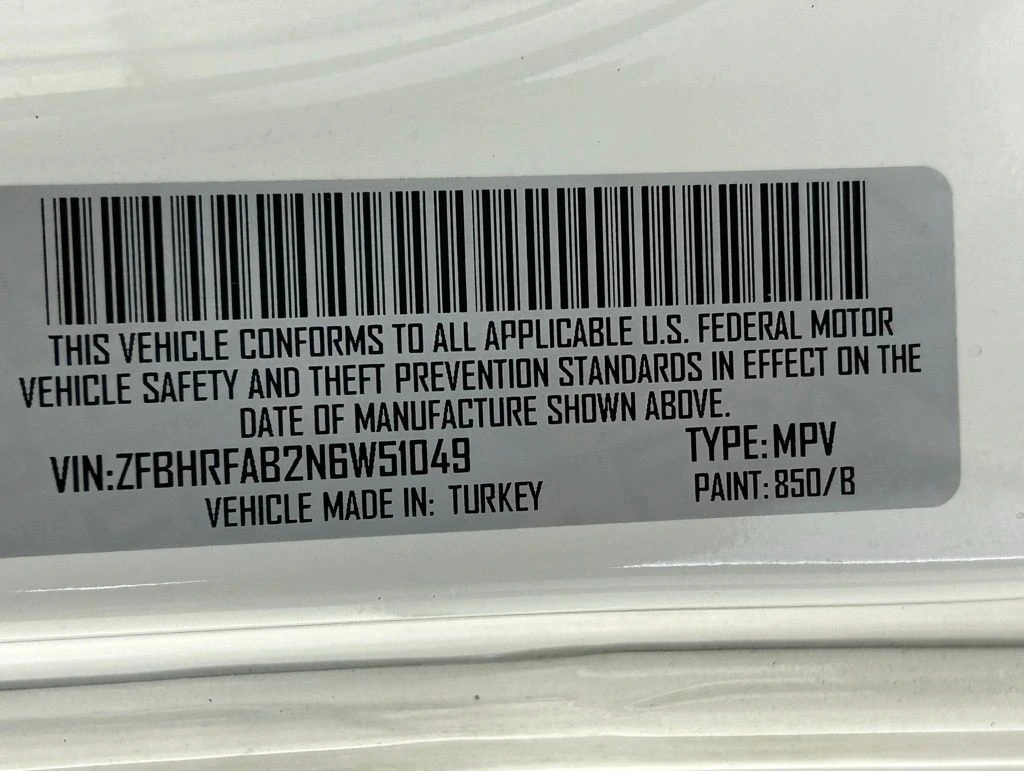 THIS VEHICLE CONFORMS TO ALL APPLICABLE U.S. FEDERAL MOTOR
VEHICLE SAFETY AND THEFT PREVENTION STANDARDS IN EFFECT ON THE
DATE OF MANUFACTURE SHOWN ABOVE.
VIN:ZFBHRFAB2N6W51049 TYPE:MPV
VEHICLE MADE IN: TURKEY PAINT:850/B